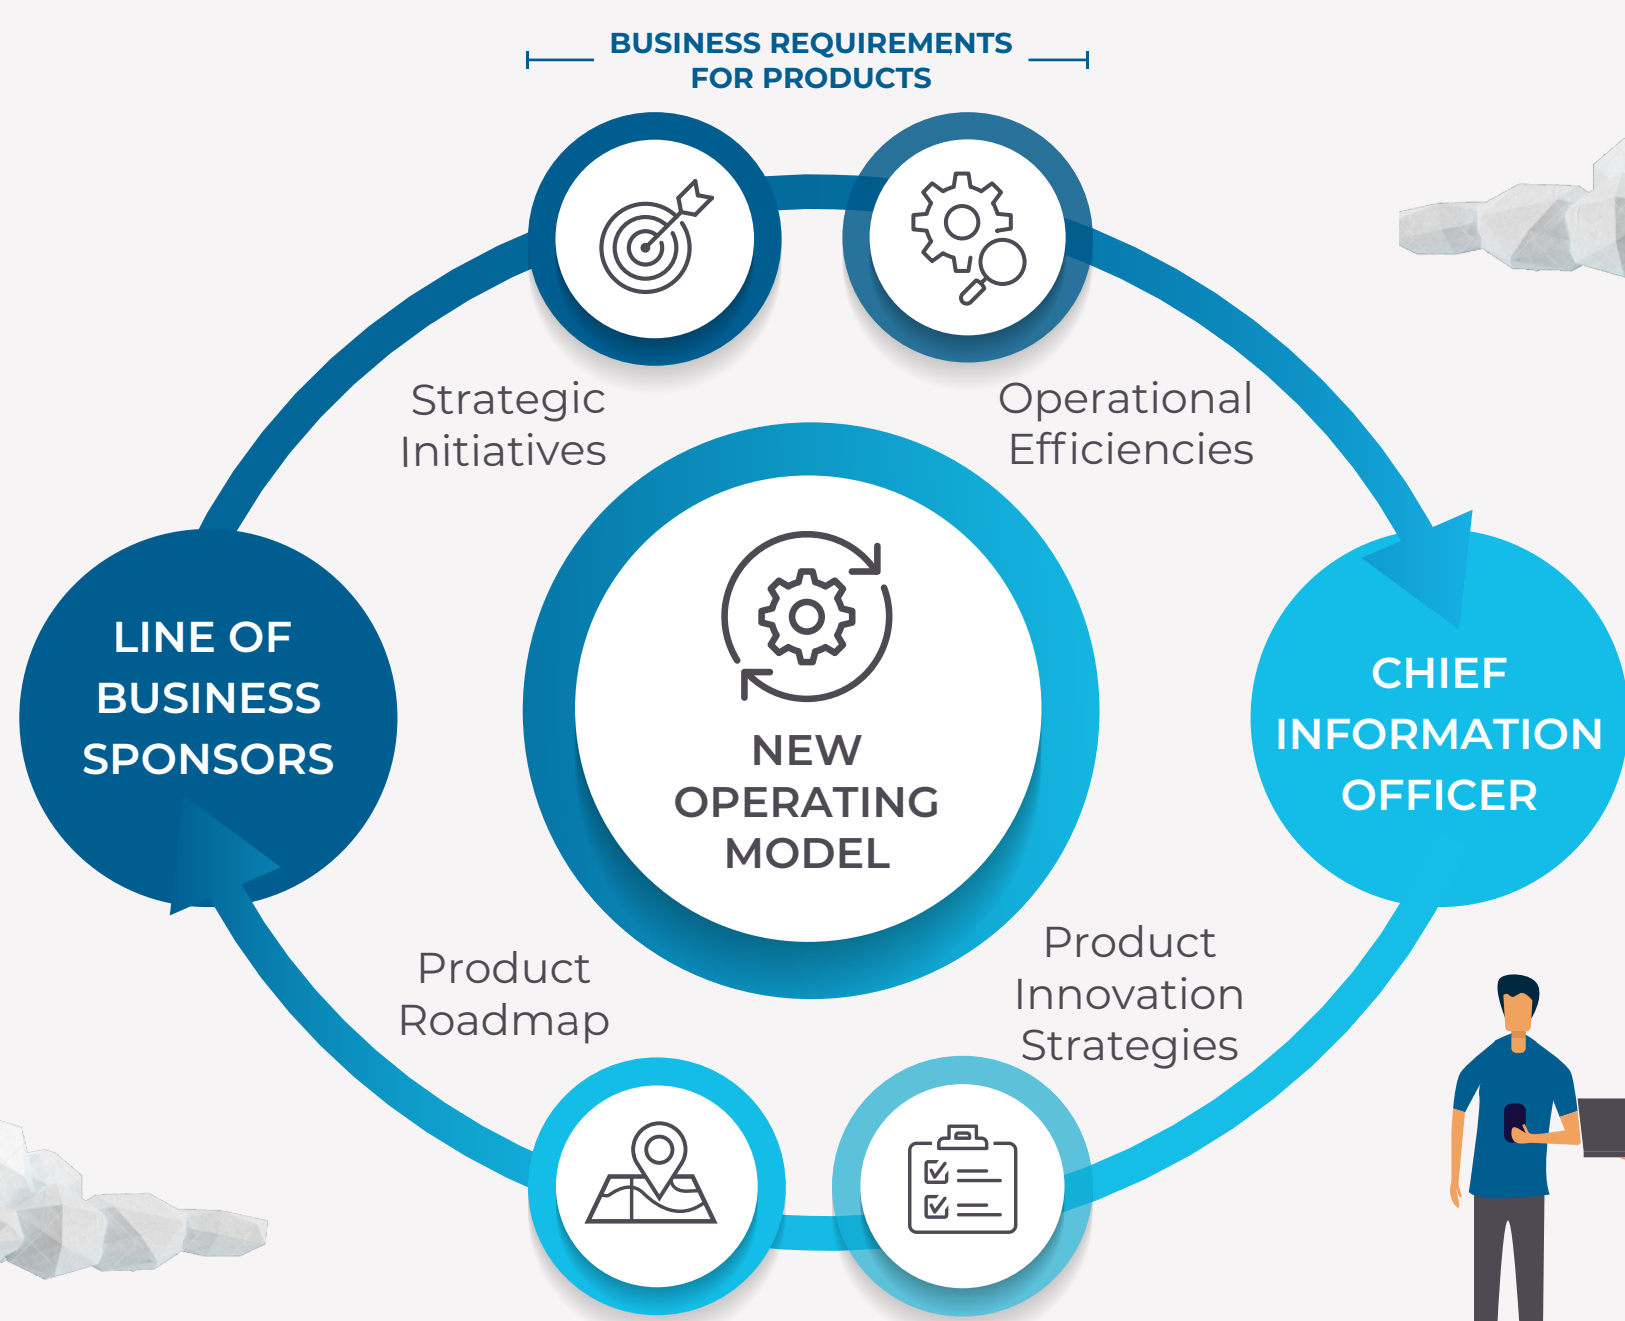 BUSINESS REQUIREMENTS
FOR PRODUCTS
Strategic
Initiatives
Operational
Efficiencies
LINE OF
BUSINESS
SPONSORS
NEW
OPERATING
MODEL
CHIEF
INFORMATION
OFFICER
Product
Roadmap
Product
Innovation
Strategies